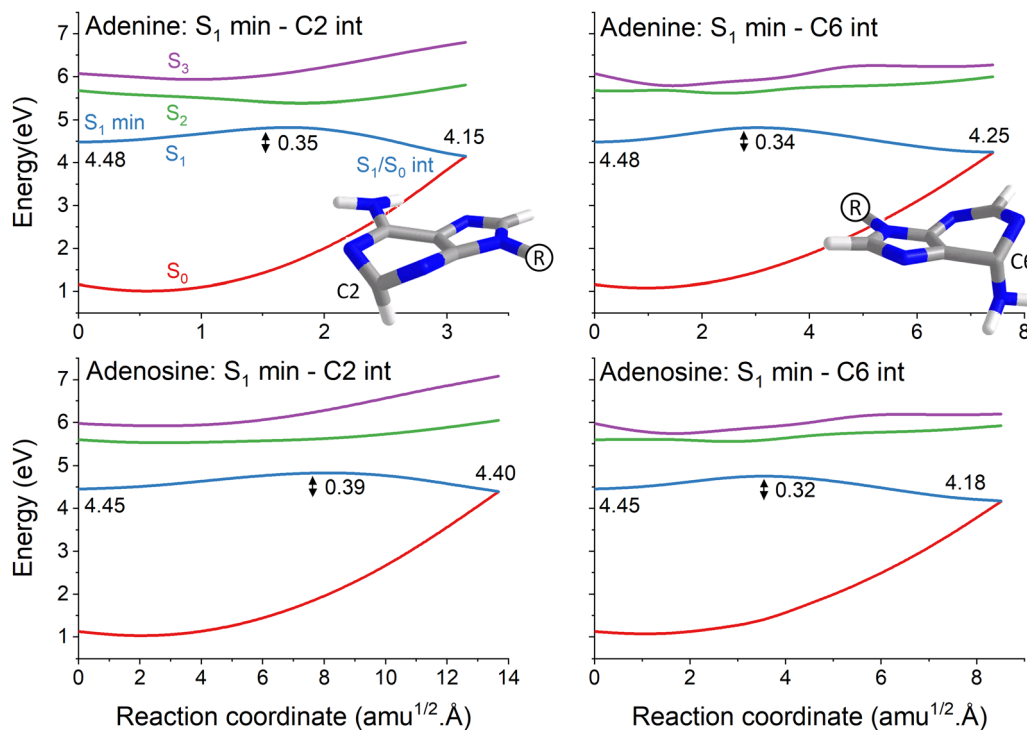 Adenine: S₁ min - C2 int
7
6
5
4
3
2
1
Energy(eV)
S₃
S₂
S₁ min
S₁
4.48
0.35
4.15
S₁/S₀ int
S₀
C2
R
0 1 2 3
Adenine: S₁ min - C6 int
4.48
0.34
4.25
R
C6
0 2 4 6 8
Adenosine: S₁ min - C2 int
7
6
5
4
3
2
1
Energy (eV)
4.45
0.39
4.40
0 2 4 6 8 10 12 14
Reaction coordinate (amu^1/2.Å)
Adenosine: S₁ min - C6 int
4.45
0.32
4.18
0 2 4 6 8
Reaction coordinate (amu^1/2.Å)